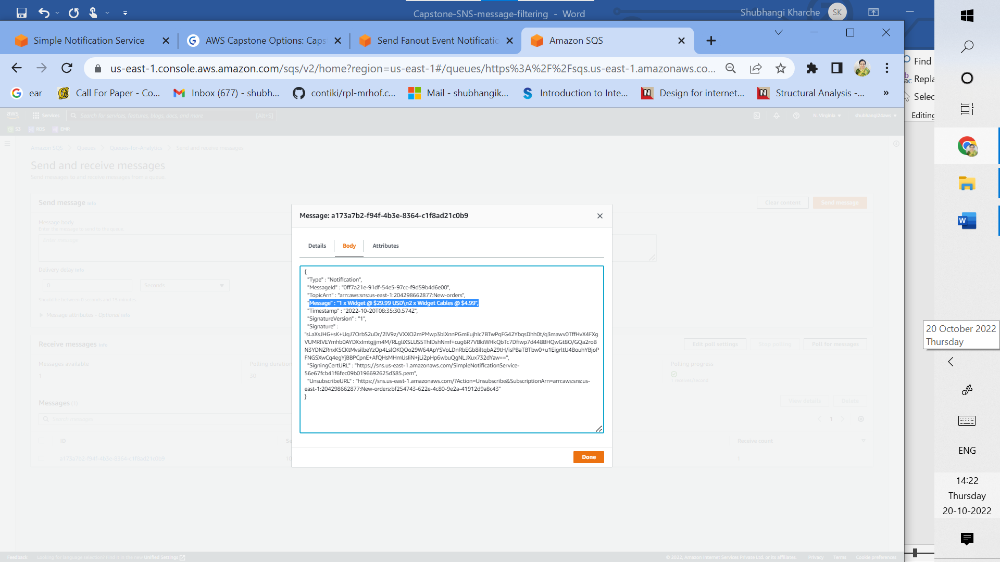 Capstone-SNS-message-filtering - Word
Shubhangi Kharche
SK
Simple Notification Service
AWS Capstone Options: Caps
Send Fanout Event Notificatio
Amazon SQS
us-east-1.console.aws.amazon.com/sqs/v2/home?region=us-east-1#/queues/https%3A%2F%2Fsqs.us-east-1.amazonaws.co...
Find
Repla
Selec
Editing
ear
Call For Paper - Co...
Inbox (677) - shubh...
contiki/rpl-mrhof.c...
Mail - shubhangik...
Introduction to Inte...
Design for internet...
Structural Analysis -...
»
aws
Services
Search for services, features, blogs, docs, and more
[Alt+S]
N. Virginia
shubhangi24aws
S3
RDS
EMR
Amazon SQS
Queues
Queues-for-Analytics
Send and receive messages
Send and receive messages
Send messages to and receive messages from a queue.
Send message Info
Clear content
Send message
Message body
Enter the message to send to the queue.
Enter message
Delivery delay Info
0
Seconds
Should be between 0 seconds and 15 minutes.
Message attributes - Optional Info
Receive messages Info
Edit poll settings
Stop polling
Poll for messages
Messages available
1
Polling duration
30
Polling progress
1 receives/second
Messages (1)
View details
Delete
Search messages
1
ID
Se
Receive count
a173a7b2-f94f-4b3e-8364-c1f8ad21c0b9
10
1
Message: a173a7b2-f94f-4b3e-8364-c1f8ad21c0b9
Details
Body
Attributes
{
"Type" : "Notification",
"MessageId" : "0ff7a21e-91df-54e5-97cc-f9d59b4d6e00",
"TopicArn" : "arn:aws:sns:us-east-1:204298662877:New-orders",
"Message" : "1 x Widget @ $29.99 USD\n2 x Widget Cables @ $4.99",
"Timestamp" : "2022-10-20T08:35:30.574Z",
"SignatureVersion" : "1",
"Signature" :
"sLaXsJHG+sK+UqJ7OrbS2uDr/2lV9z/VXXO2mPMwp3blXnnPGmEujhIc7BTwPqFG42YbqsDhh0t/q3mawv0TffHvX4FXg
VUMRlVEYmhb0AYDXxImtgjjm4M/RLgliXSLUS5ThIDshNmf+cug6R7VBkiWHkQbTc7Dfiwp7d448BHQwGt8O/GQa2roB
N3YDNZRnxK5CKtMvsilbeYzOp4LslOKQOo29W64ApYSVoLDnRbEGb8iltqbAZ9tH/isPBaTBTbw0+u1EigrltU4BouhYBjoP
FNGSXwCq4egYjBBPCpnE+AfQHsMHmUsIiN+jLi2pHp6wbuQgNLJXux732dYaw==",
"SigningCertURL" : "https://sns.us-east-1.amazonaws.com/SimpleNotificationService-
56e67fcb41f6fec09b0196692625d385.pem",
"UnsubscribeURL" : "https://sns.us-east-1.amazonaws.com/?Action=Unsubscribe&SubscriptionArn=arn:aws:sns:us-
east-1:204298662877:New-orders:bf254743-622e-4c80-9e2a-41912d9a8c43"
}
Done
20 October 2022
Thursday
ENG
14:22
Thursday
20-10-2022
Feedback
Looking for language selection? Find it in the new Unified Settings
© 2022, Amazon Internet Services Private Ltd. or its affiliates.
Privacy
Terms
Cookie preferences